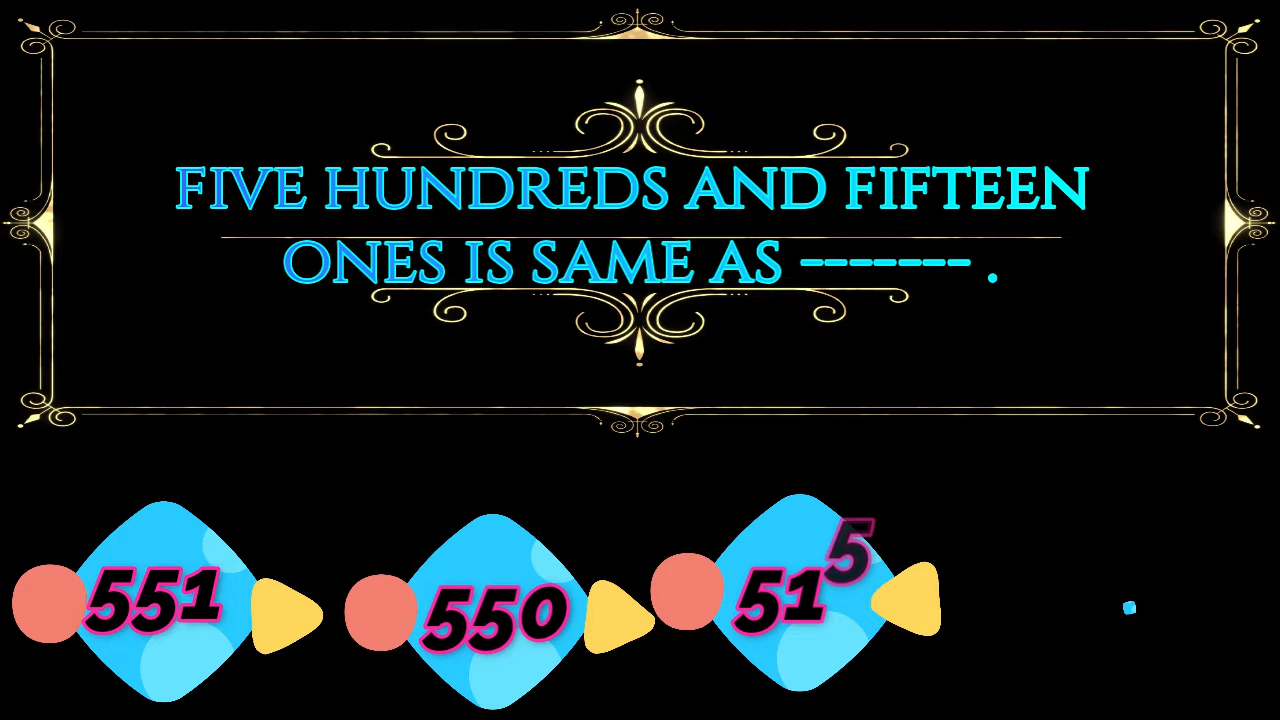 FIVE HUNDREDS AND FIFTEEN
ONES IS SAME AS ------- .
551
550
515